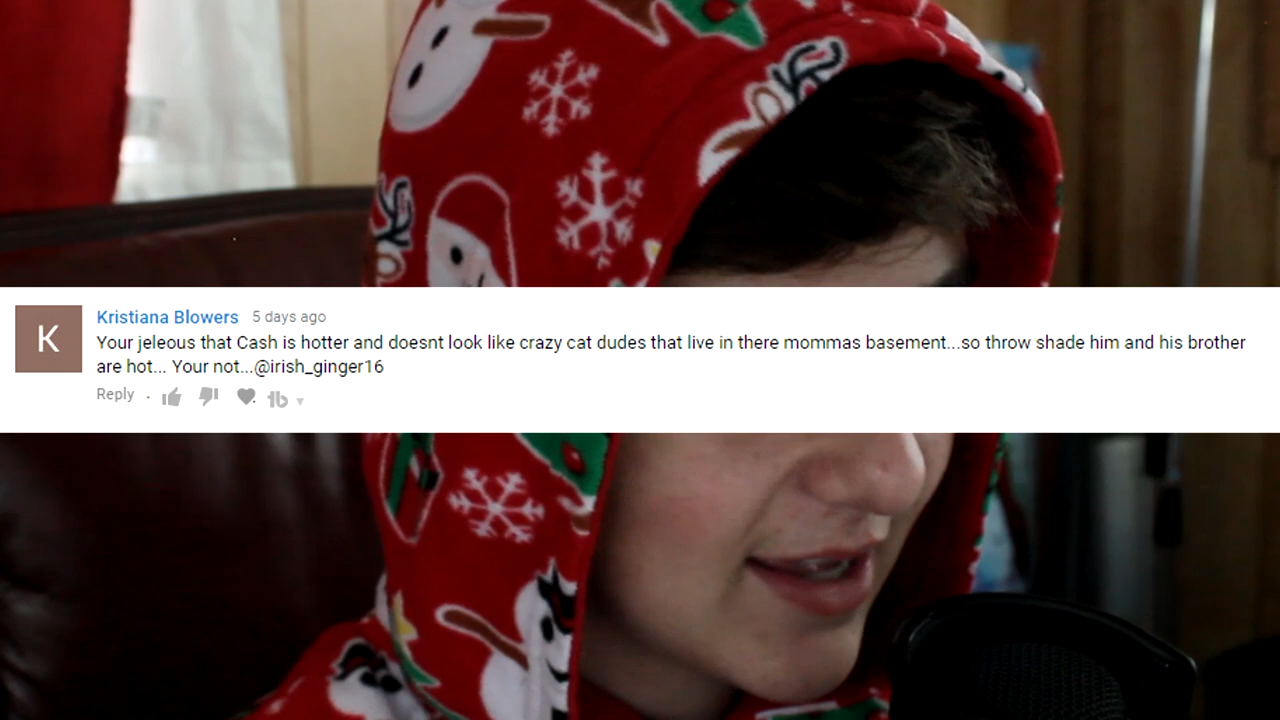 K
Kristiana Blowers 5 days ago
Your jeleous that Cash is hotter and doesnt look like crazy cat dudes that live in there mommas basement...so throw shade him and his brother
are hot... Your not...@irish_ginger16
Reply